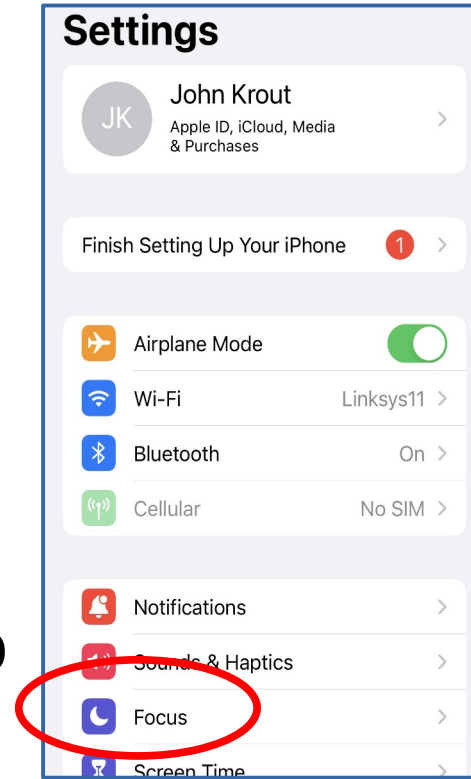 Settings
JK
John Krout
Apple ID, iCloud, Media
& Purchases
Finish Setting Up Your iPhone 1
Airplane Mode
Wi-Fi Linksys11
Bluetooth On
Cellular No SIM
Notifications
Sounds & Haptics
Focus
Screen Time